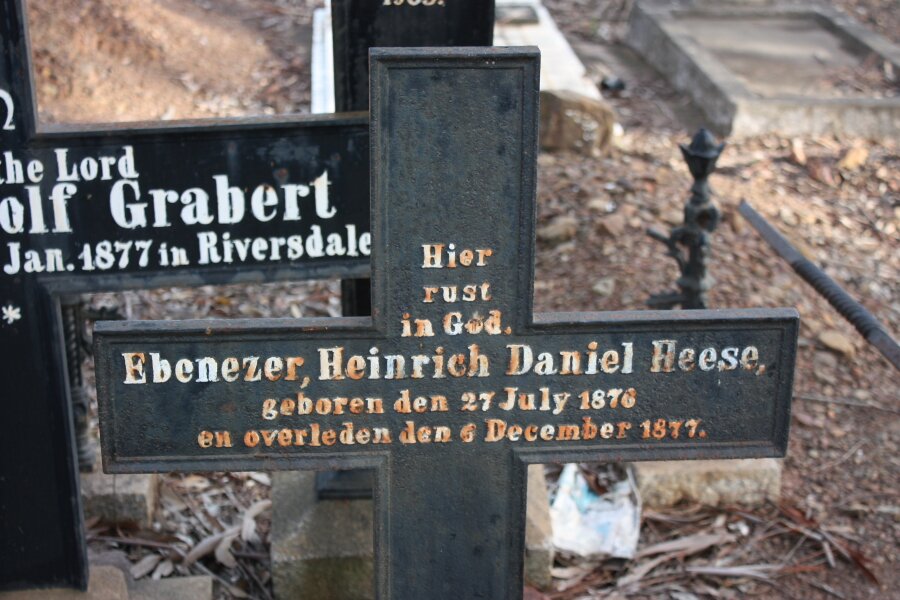 1903.
the Lord
olf Grabert
Jan. 1877 in Riversdale
*
Hier
rust
in God.
Ebenezer, Heinrich Daniel Heese,
geboren den 27 July 1876
en overleden den 6 December 1877.